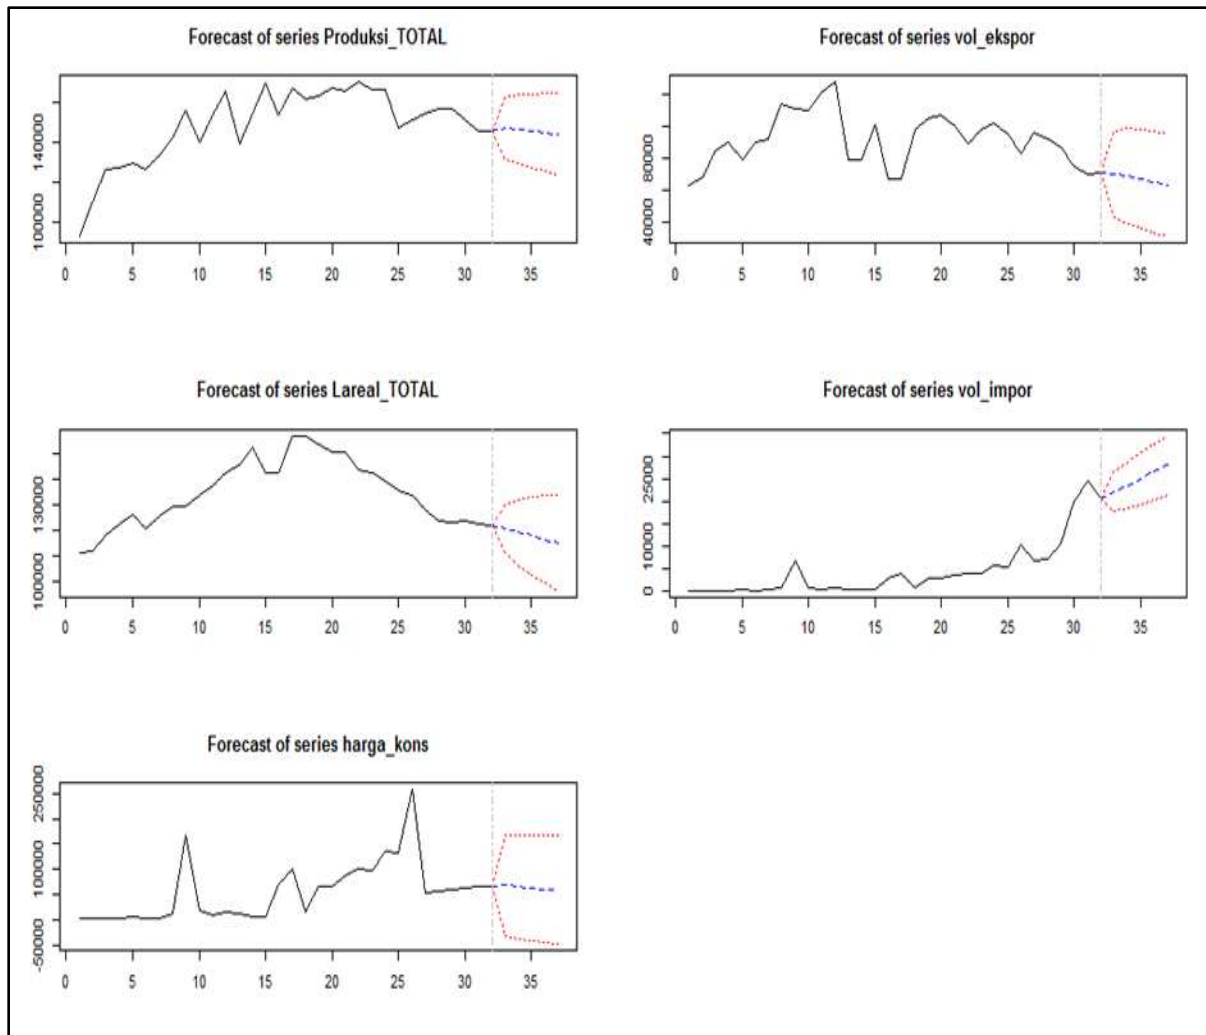 Forecast of series Produksi_TOTAL
100000 140000
0 5 10 15 20 25 30 35
Forecast of series vol_ekspor
40000 80000
0 5 10 15 20 25 30 35
Forecast of series Lareal_TOTAL
100000 130000
0 5 10 15 20 25 30 35
Forecast of series vol_impor
0 10000 25000
0 5 10 15 20 25 30 35
Forecast of series harga_kons
-50000 100000 250000
0 5 10 15 20 25 30 35